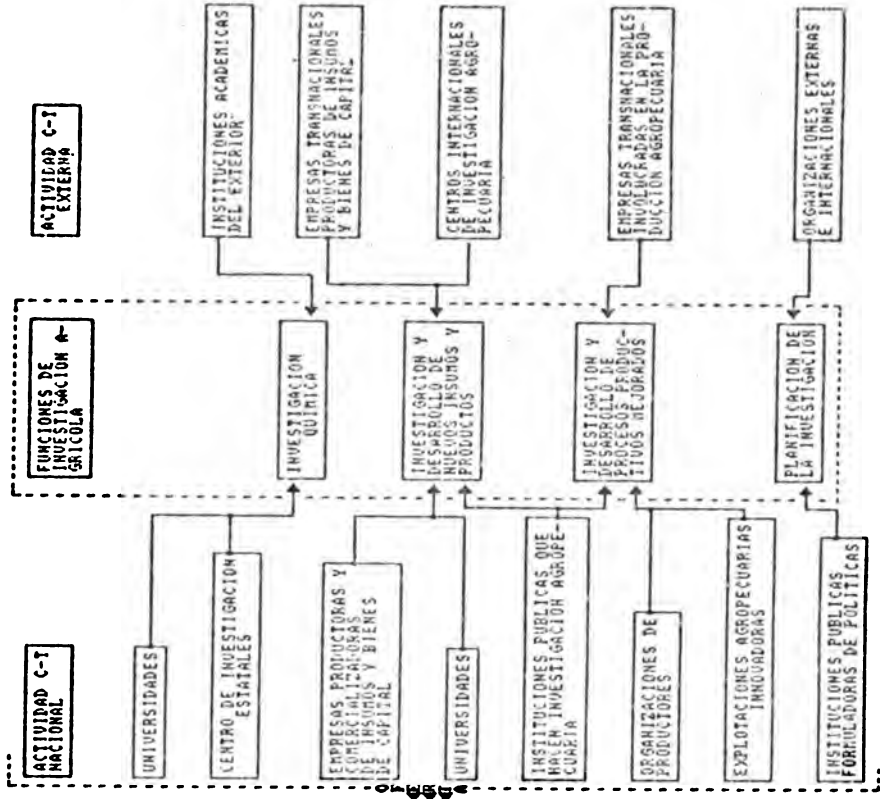 ACTIVIDAD C-T
NACIONAL
FUNCIONES DE
INVESTIGACION A-
GRICOLA
ACTIVIDAD C-T
EXTERNA
UNIVERSIDADES
CENTRO DE INVESTIGACION
ESTATALES
EMPRESAS PRODUCTORAS Y
COMERCIALIZADORAS
DE INSUMOS Y BIENES
DE CAPITAL
UNIVERSIDADES
INSTITUCIONES PUBLICAS QUE
HACEN INVESTIGACION AGROPE-
CUARIA
ORGANIZACIONES DE
PRODUCTORES
EXPLOTACIONES AGROPECUARIAS
INNOVADORAS
INSTITUCIONES PUBLICAS
FORMULADORAS DE POLITICAS
INVESTIGACION
QUIMICA
INVESTIGACION Y
DESARROLLO DE
NUEVOS INSUMOS Y
PRODUCTOS
INVESTIGACION Y
DESARROLLO DE
PROCESOS PRODUC-
TIVOS MEJORADOS
PLANIFICACION DE
LA INVESTIGACION
INSTITUCIONES ACADEMICAS
DEL EXTERIOR
EMPRESAS TRANSNACIONALES
PRODUCTORAS DE INSUMOS
Y BIENES DE CAPITAL
CENTROS INTERNACIONALES
DE INVESTIGACION AGRO-
PECUARIA
EMPRESAS TRANSNACIONALES
INVOLUCRADAS EN LA PRO-
DUCCION AGROPECUARIA
ORGANIZACIONES EXTERNAS
E INTERNACIONALES